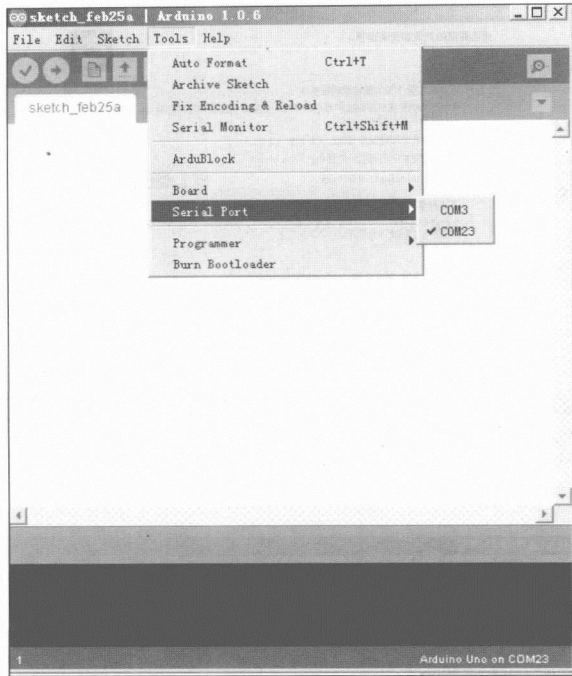 sketch_feb25a | Arduino 1.0.6
File Edit Sketch Tools Help
sketch_feb25a
Auto Format Ctrl+T
Archive Sketch
Fix Encoding & Reload
Serial Monitor Ctrl+Shift+M
ArduBlock
Board
Serial Port
COM3
✔ COM23
Programmer
Burn Bootloader
1
Arduino Uno on COM23